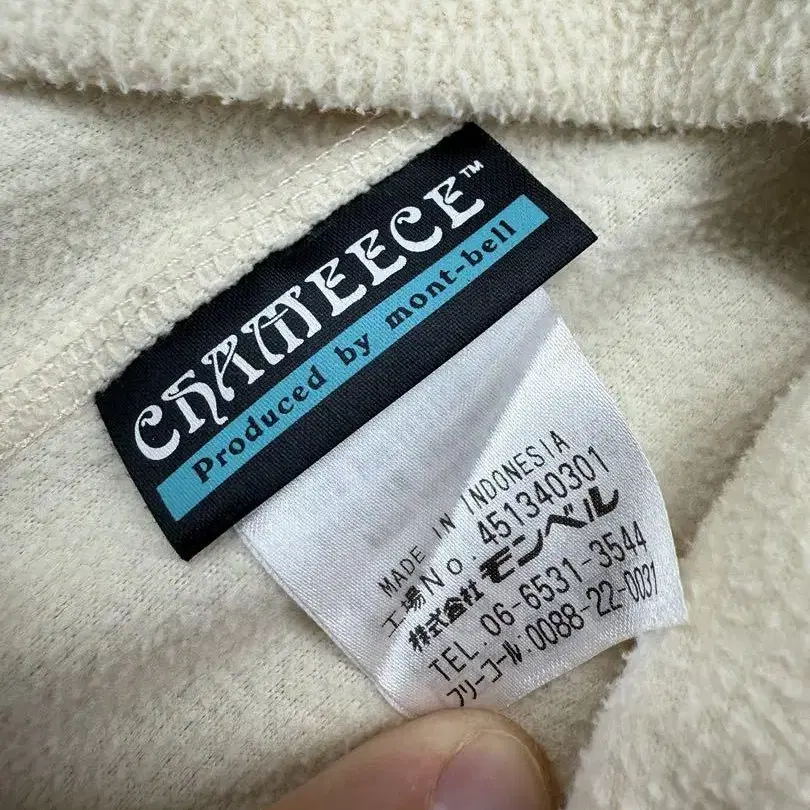 CHAMEECE™
Produced by mont-bell
MADE IN INDONESIA
工場No. 451340301
株式会社 モンベル
TEL. 06-6531-3544
フリーコール:0088-22-0031